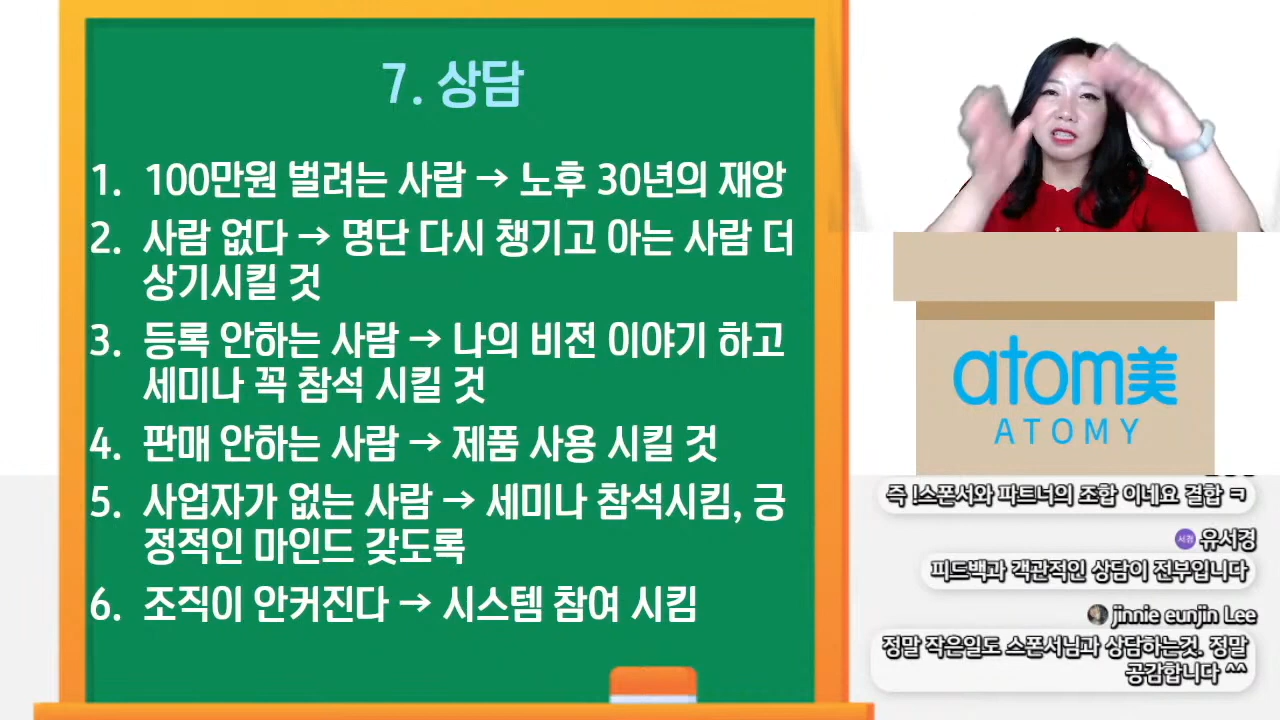 7. 상담
1. 100만원 벌려는 사람 → 노후 30년의 재앙
2. 사람 없다 → 명단 다시 챙기고 아는 사람 더
상기시킬 것
3. 등록 안하는 사람 → 나의 비전 이야기 하고
세미나 꼭 참석 시킬 것
4. 판매 안하는 사람 → 제품 사용 시킬 것
5. 사업자가 없는 사람 → 세미나 참석시킴, 긍
정적인 마인드 갖도록
6. 조직이 안커진다 → 시스템 참여 시킴
atom美
ATOMY
즉 !스폰서와 파트너의 조합 이네요 결합 ㅋ
서경 유서경
피드백과 객관적인 상담이 전부입니다
jinnie eunjin Lee
정말 작은일도 스폰서님과 상담하는것. 정말
공감합니다 ^^